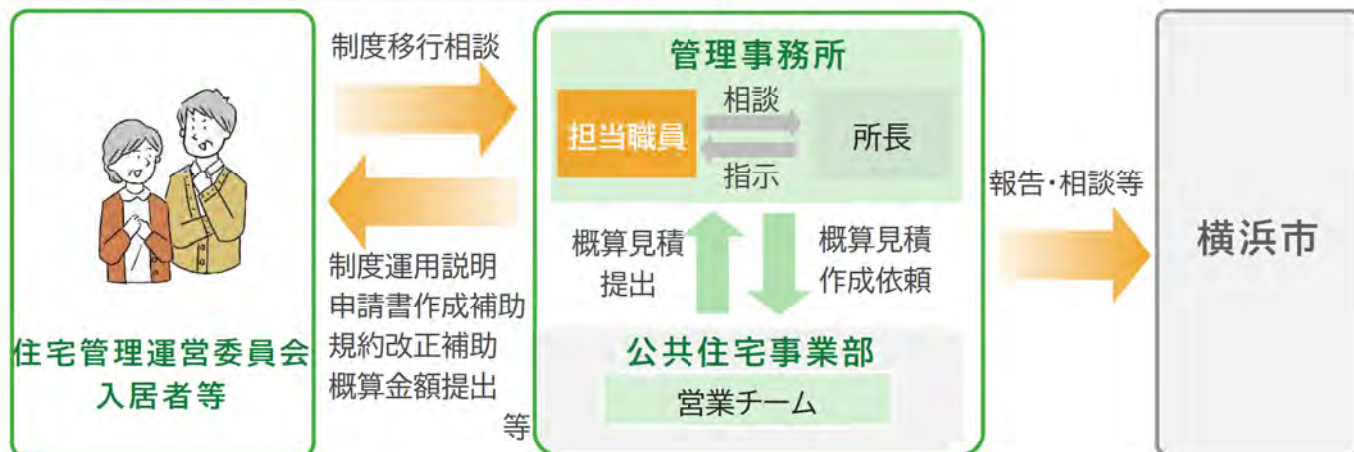 制度移行相談
制度運用説明
申請書作成補助
規約改正補助
概算金額提出
等
住宅管理運営委員会
入居者等
管理事務所
担当職員
相談
指示
所長
概算見積
提出
概算見積
作成依頼
公共住宅事業部
営業チーム
報告・相談等
横浜市